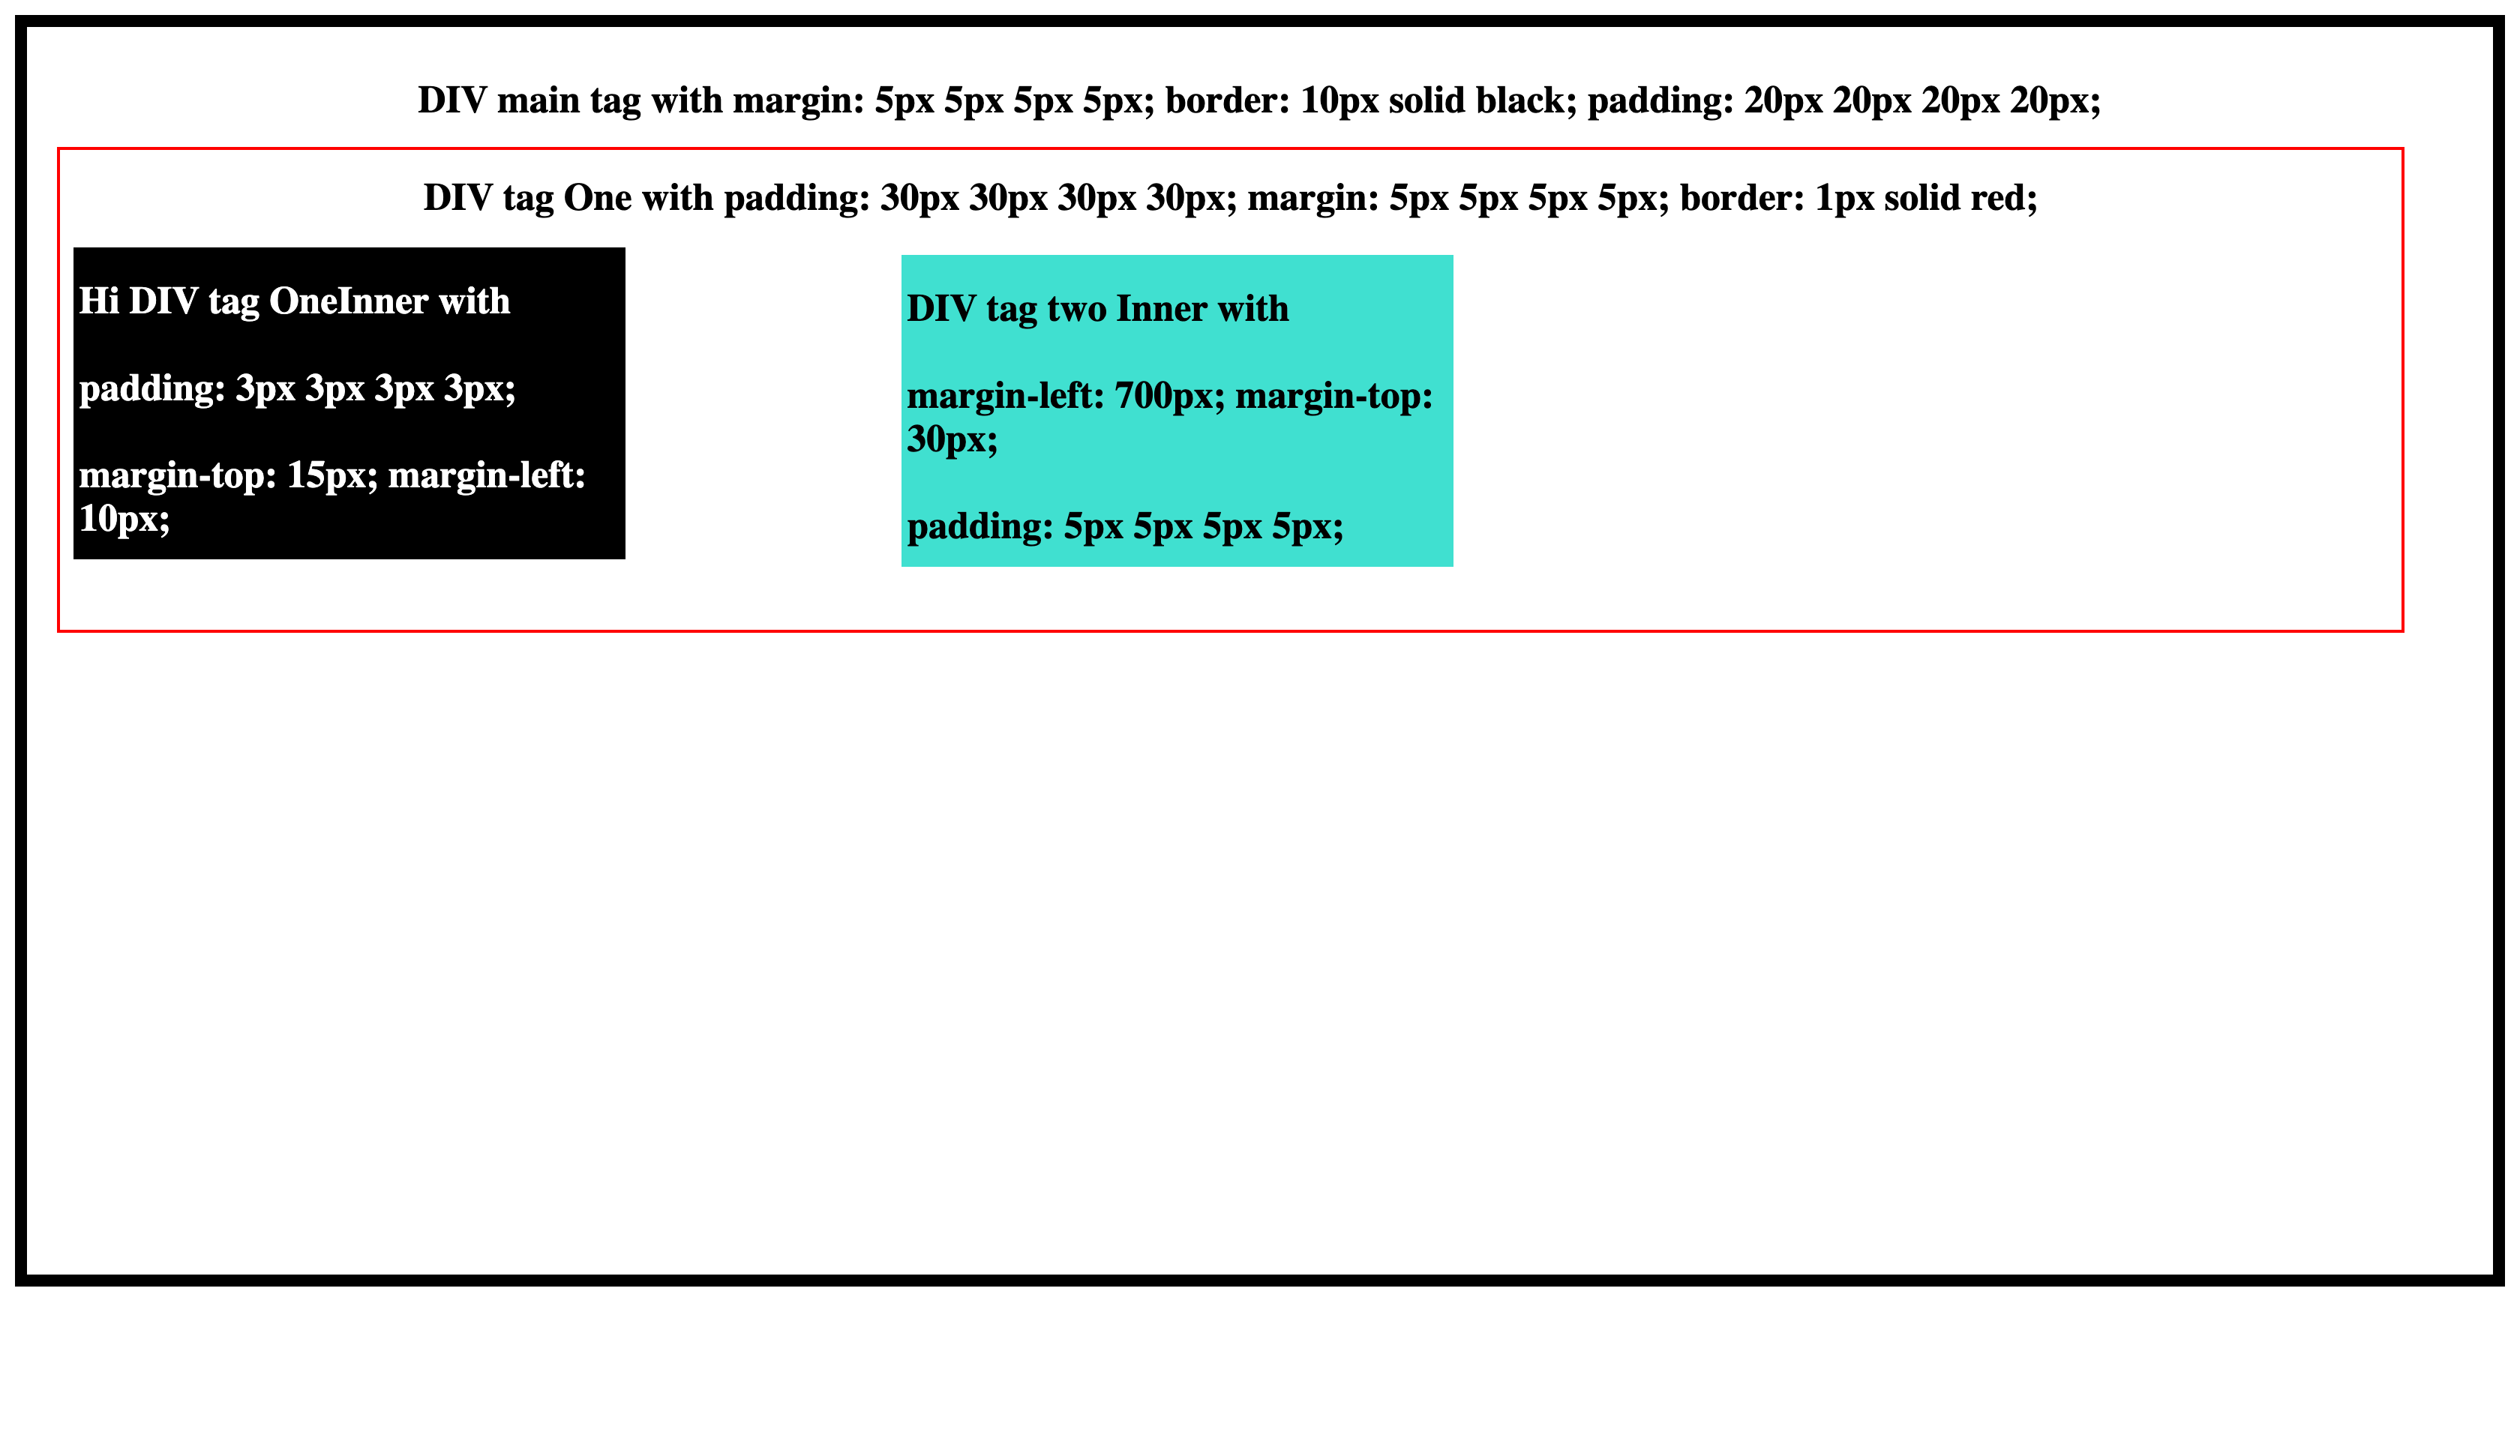 DIV main tag with margin: 5px 5px 5px 5px; border: 10px solid black; padding: 20px 20px 20px 20px;
DIV tag One with padding: 30px 30px 30px 30px; margin: 5px 5px 5px 5px; border: 1px solid red;
Hi DIV tag OneInner with
padding: 3px 3px 3px 3px;
margin-top: 15px; margin-left:
10px;
DIV tag two Inner with
margin-left: 700px; margin-top:
30px;
padding: 5px 5px 5px 5px;